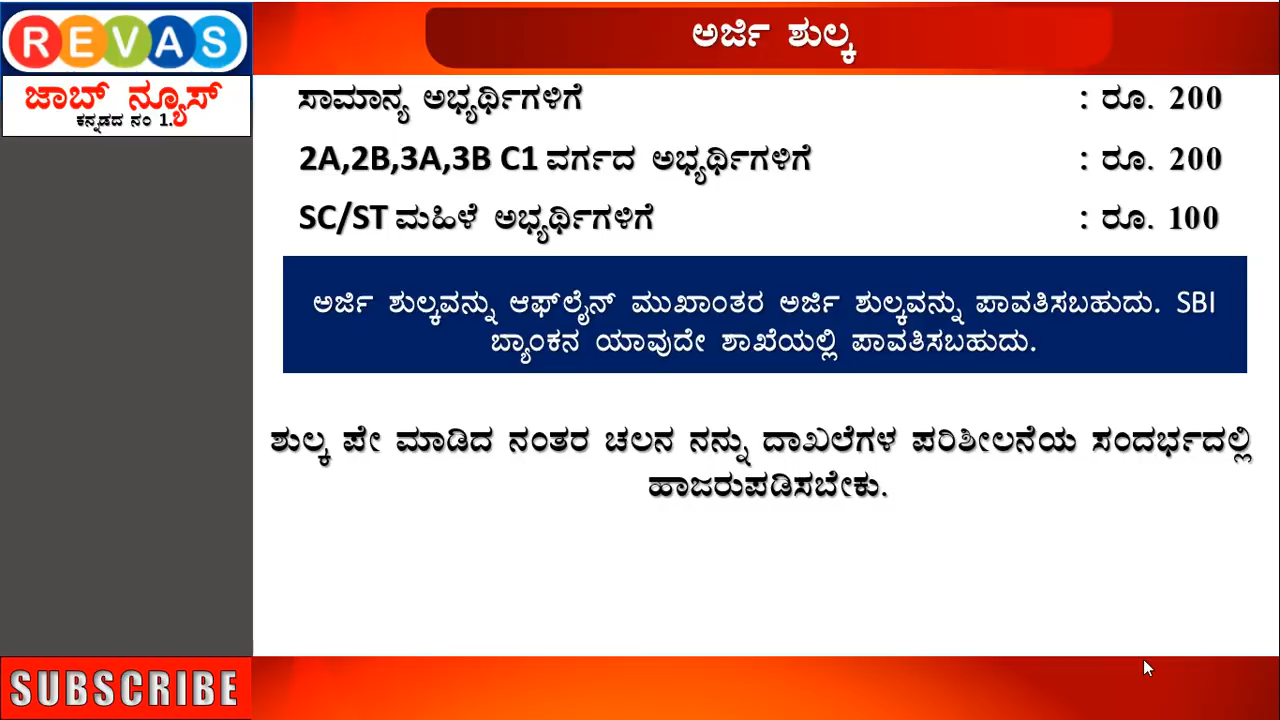 REVAS
ಜಾಬ್ ನ್ಯೂಸ್
ಕನ್ನಡದ ನಂ 1.
ಅರ್ಜಿ ಶುಲ್ಕ
ಸಾಮಾನ್ಯ ಅಭ್ಯರ್ಥಿಗಳಿಗೆ : ರೂ. 200
2A,2B,3A,3B C1 ವರ್ಗದ ಅಭ್ಯರ್ಥಿಗಳಿಗೆ : ರೂ. 200
SC/ST ಮಹಿಳೆ ಅಭ್ಯರ್ಥಿಗಳಿಗೆ : ರೂ. 100
ಅರ್ಜಿ ಶುಲ್ಕವನ್ನು ಆಫ್‌ಲೈನ್ ಮುಖಾಂತರ ಅರ್ಜಿ ಶುಲ್ಕವನ್ನು ಪಾವತಿಸಬಹುದು. SBI
ಬ್ಯಾಂಕನ ಯಾವುದೇ ಶಾಖೆಯಲ್ಲಿ ಪಾವತಿಸಬಹುದು.
ಶುಲ್ಕ ಪೇ ಮಾಡಿದ ನಂತರ ಚಲನ ನನ್ನು ದಾಖಲೆಗಳ ಪರಿಶೀಲನೆಯ ಸಂದರ್ಭದಲ್ಲಿ
ಹಾಜರುಪಡಿಸಬೇಕು.
SUBSCRIBE